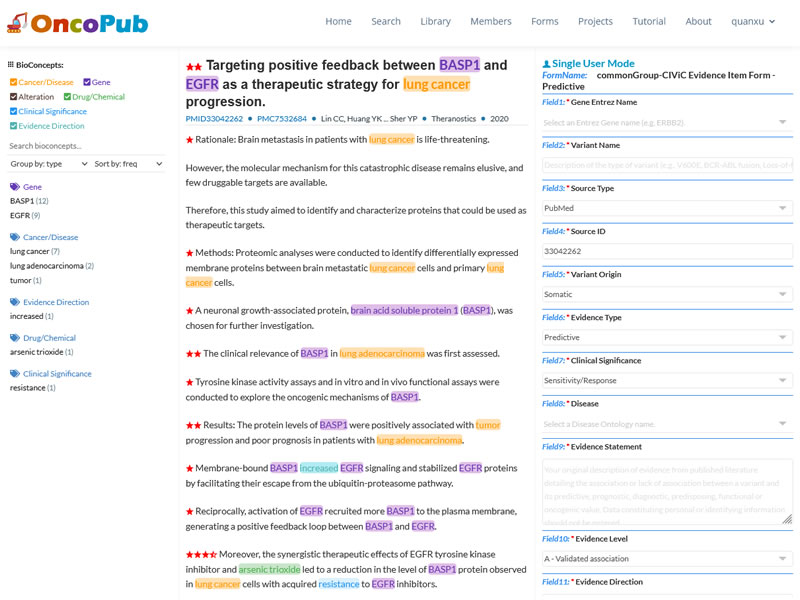 OncoPub
Home Search Library Members Forms Projects Tutorial About quanxu
BioConcepts:
Cancer/Disease Gene
Alteration Drug/Chemical
Clinical Significance
Evidence Direction
Search bioconcepts...
Group by: type Sort by: freq
Gene
BASP1 (12)
EGFR (9)
Cancer/Disease
lung cancer (7)
lung adenocarcinoma (2)
tumor (1)
Evidence Direction
increased (1)
Drug/Chemical
arsenic trioxide (1)
Clinical Significance
resistance (1)
★★ Targeting positive feedback between BASP1 and
EGFR as a therapeutic strategy for lung cancer
progression.
PMID33042262 • PMC7532684 • Lin CC, Huang YK ... Sher YP • Theranostics • 2020
★ Rationale: Brain metastasis in patients with lung cancer is life-threatening.
However, the molecular mechanism for this catastrophic disease remains elusive, and
few druggable targets are available.
Therefore, this study aimed to identify and characterize proteins that could be used as
therapeutic targets.
★ Methods: Proteomic analyses were conducted to identify differentially expressed
membrane proteins between brain metastatic lung cancer cells and primary lung
cancer cells.
★ A neuronal growth-associated protein, brain acid soluble protein 1 (BASP1), was
chosen for further investigation.
★★ The clinical relevance of BASP1 in lung adenocarcinoma was first assessed.
★ Tyrosine kinase activity assays and in vitro and in vivo functional assays were
conducted to explore the oncogenic mechanisms of BASP1.
★★ Results: The protein levels of BASP1 were positively associated with tumor
progression and poor prognosis in patients with lung adenocarcinoma.
★ Membrane-bound BASP1 increased EGFR signaling and stabilized EGFR proteins
by facilitating their escape from the ubiquitin-proteasome pathway.
★ Reciprocally, activation of EGFR recruited more BASP1 to the plasma membrane,
generating a positive feedback loop between BASP1 and EGFR.
Moreover, the synergistic therapeutic effects of EGFR tyrosine kinase
inhibitor and arsenic trioxide led to a reduction in the level of BASP1 protein observed
in lung cancer cells with acquired resistance to EGFR inhibitors.
Single User Mode
FormName: commonGroup-CIViC Evidence Item Form -
Predictive
Field1: * Gene Entrez Name
Select an Entrez Gene name (e.g. ERBB2).
Field2: * Variant Name
Description of the type of variant (e.g., V600E, BCR-ABL fusion, Loss-of-f
Field3: * Source Type
PubMed
Field4: * Source ID
33042262
Field5: * Variant Origin
Somatic
Field6: * Evidence Type
Predictive
Field7: * Clinical Significance
Sensitivity/Response
Field8: * Disease
Select a Disease Ontology name.
Field9: * Evidence Statement
Your original description of evidence from published literature
detailing the association or lack of association between a variant and
its predictive, prognostic, diagnostic, predisposing, functional or
oncogenic value. Data constituting personal or identifying information
should not be entered
Field10: * Evidence Level
A - Validated association
Field11: * Evidence Direction